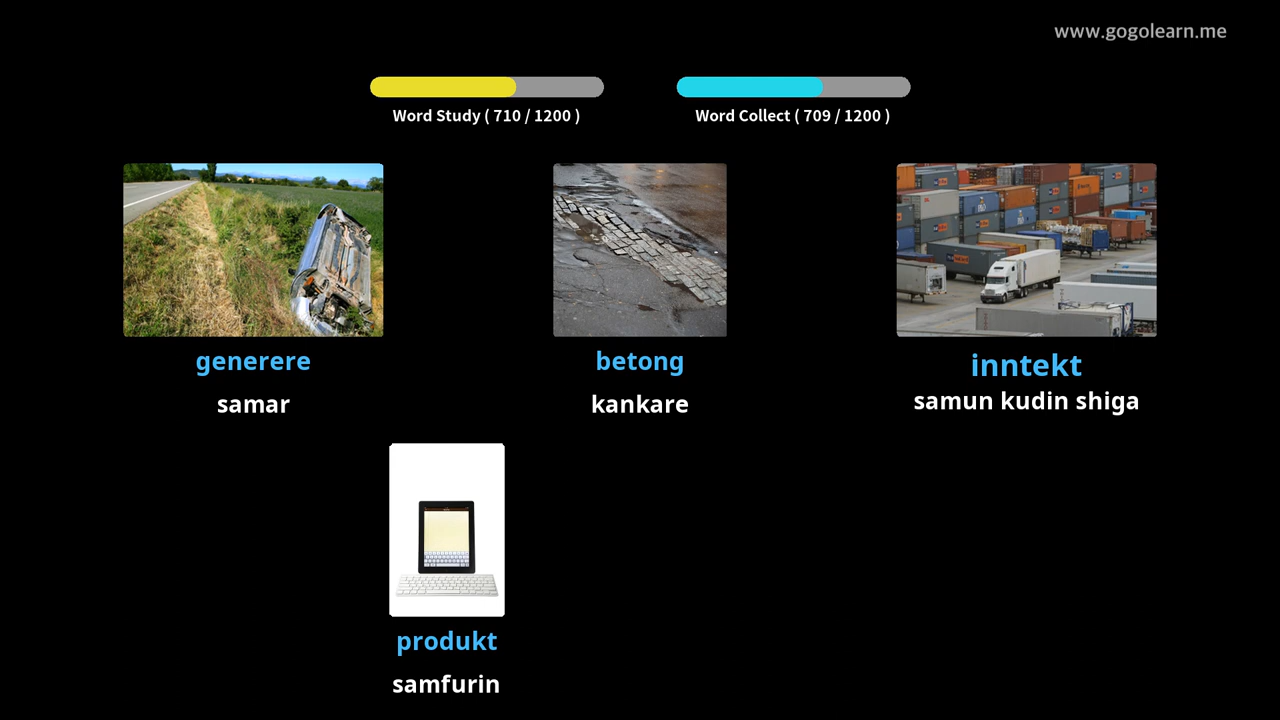 www.gogolearn.me
Word Study ( 710 / 1200 )
Word Collect ( 709 / 1200 )
generere
samar
betong
kankare
inntekt
samun kudin shiga
produkt
samfurin